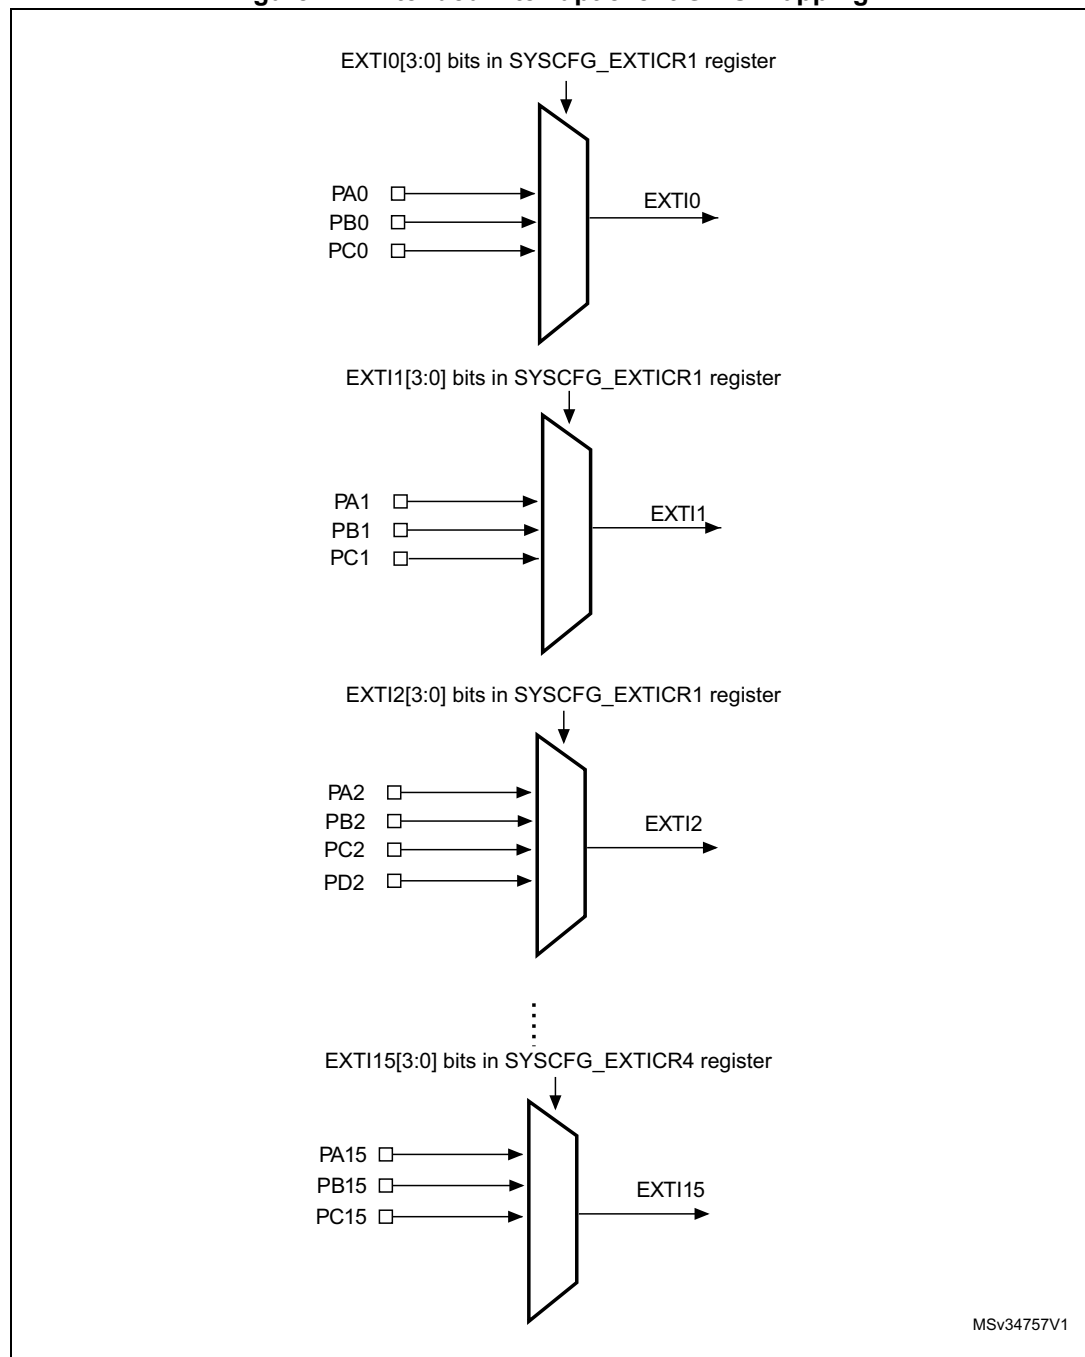 EXTI0[3:0] bits in SYSCFG_EXTICR1 register
PA0
PB0
PC0
EXTI0
EXTI1[3:0] bits in SYSCFG_EXTICR1 register
PA1
PB1
PC1
EXTI1
EXTI2[3:0] bits in SYSCFG_EXTICR1 register
PA2
PB2
PC2
PD2
EXTI2
EXTI15[3:0] bits in SYSCFG_EXTICR4 register
PA15
PB15
PC15
EXTI15
MSv34757V1